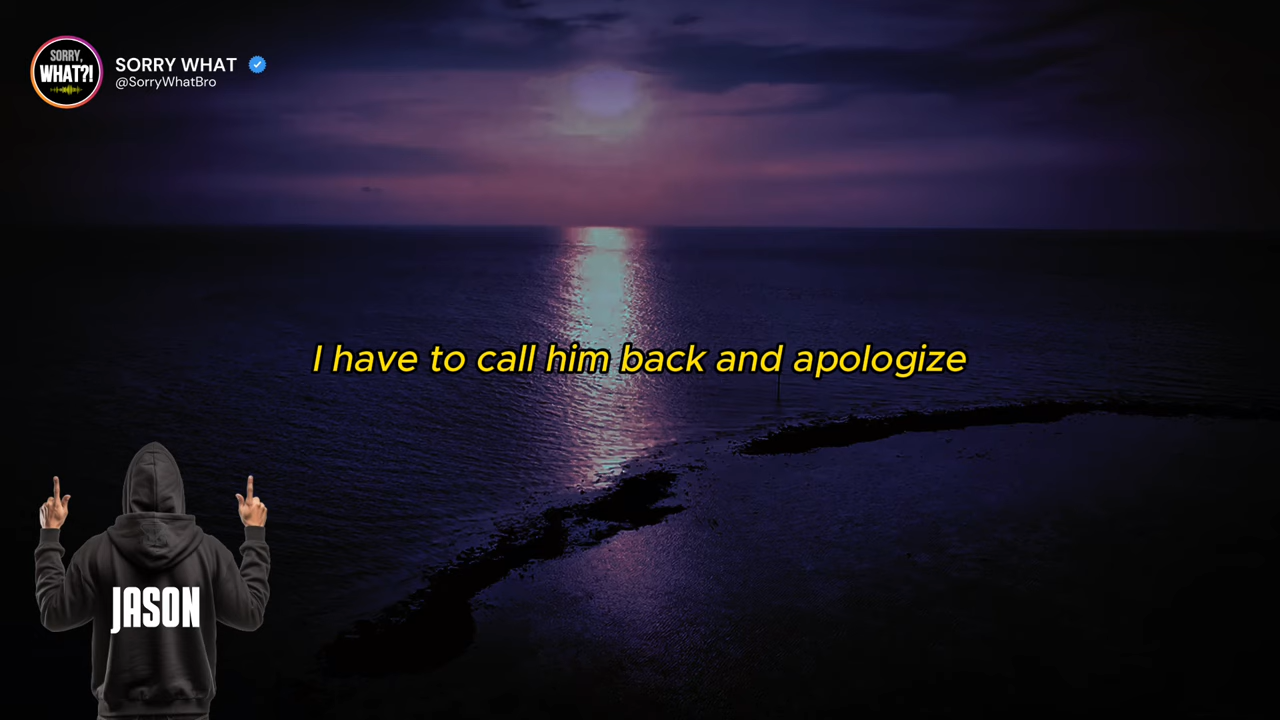 SORRY,
WHAT?!
SORRY WHAT
@SorryWhatBro
I have to call him back and apologize
JASON